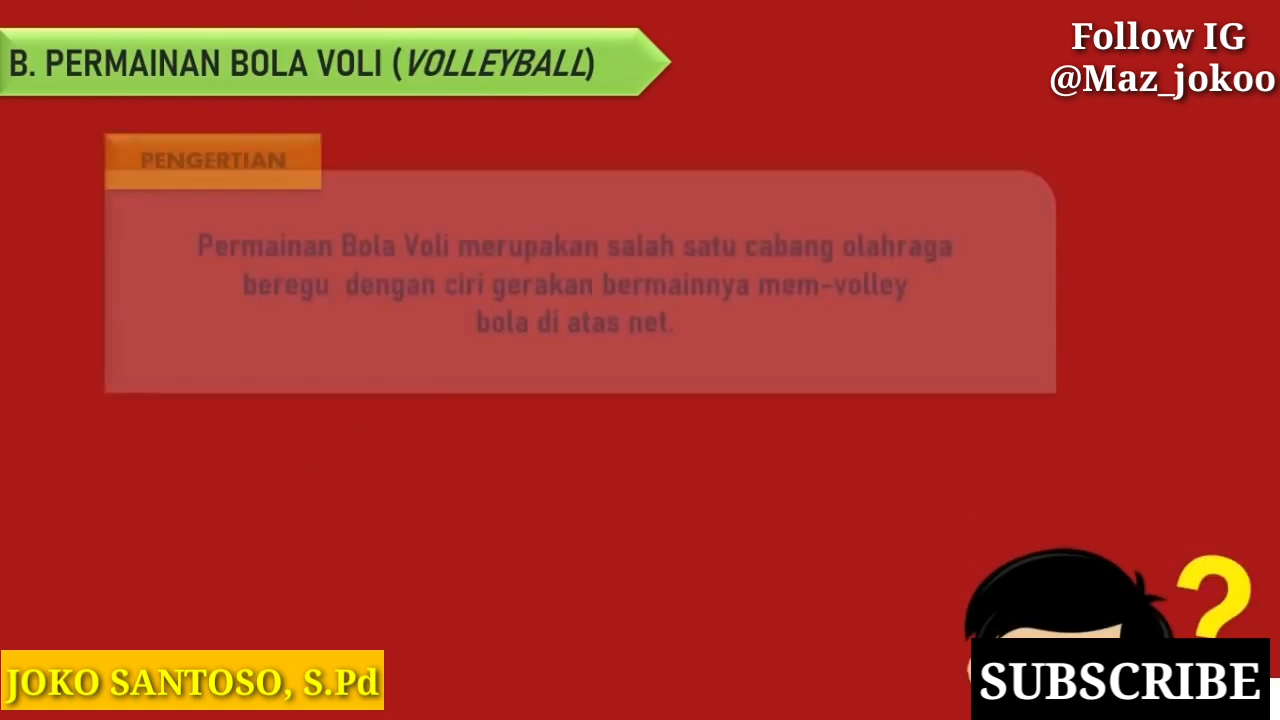 B. PERMAINAN BOLA VOLI (VOLLEYBALL)
Follow IG
@Maz_jokoo
PENGERTIAN
Permainan Bola Voli merupakan salah satu cabang olahraga
beregu dengan ciri gerakan bermainnya mem-volley
bola di atas net.
?
JOKO SANTOSO, S.Pd
SUBSCRIBE